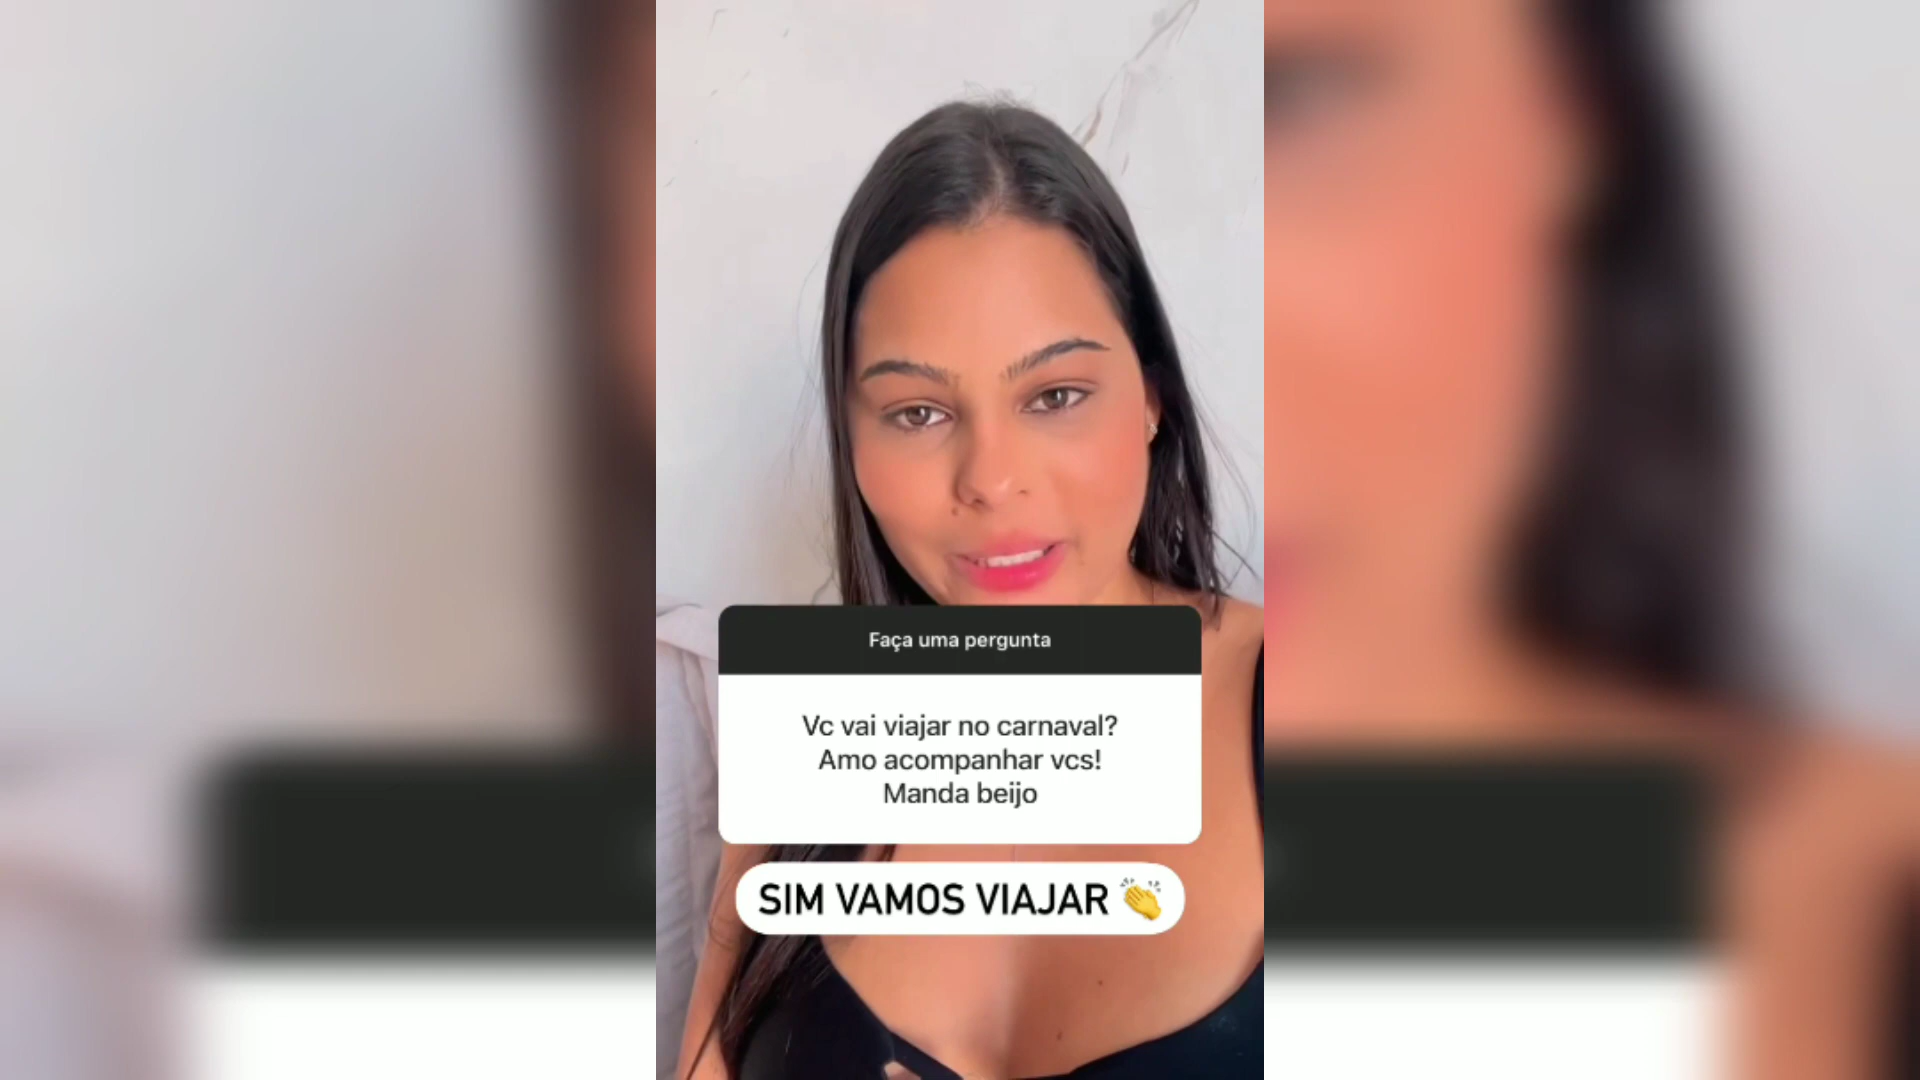 Faça uma pergunta
Vc vai viajar no carnaval?
Amo acompanhar vcs!
Manda beijo
SIM VAMOS VIAJAR 👏